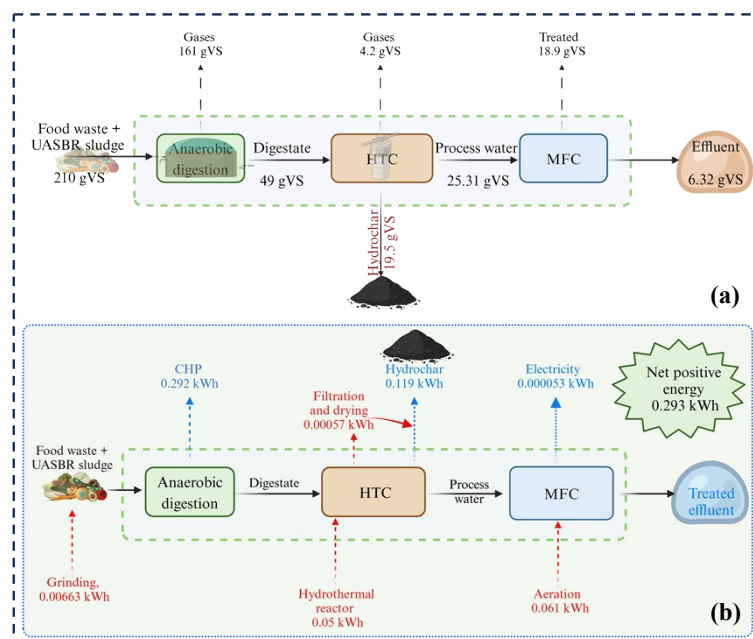 Gases
161 gVS
Gases
4.2 gVS
Treated
18.9 gVS
Food waste +
UASBR sludge
210 gVS
Anaerobic
digestion
Digestate
49 gVS
HTC
Process water
25.31 gVS
MFC
Effluent
6.32 gVS
Hydrochar
19.5 gVS
(a)
CHP
0.292 kWh
Hydrochar
0.119 kWh
Electricity
0.000053 kWh
Net positive
energy
0.293 kWh
Filtration
and drying
0.00057 kWh
Food waste +
UASBR sludge
Anaerobic
digestion
Digestate
HTC
Process
water
MFC
Treated
effluent
Grinding,
0.00663 kWh
Hydrothermal
reactor
0.05 kWh
Aeration
0.061 kWh
(b)